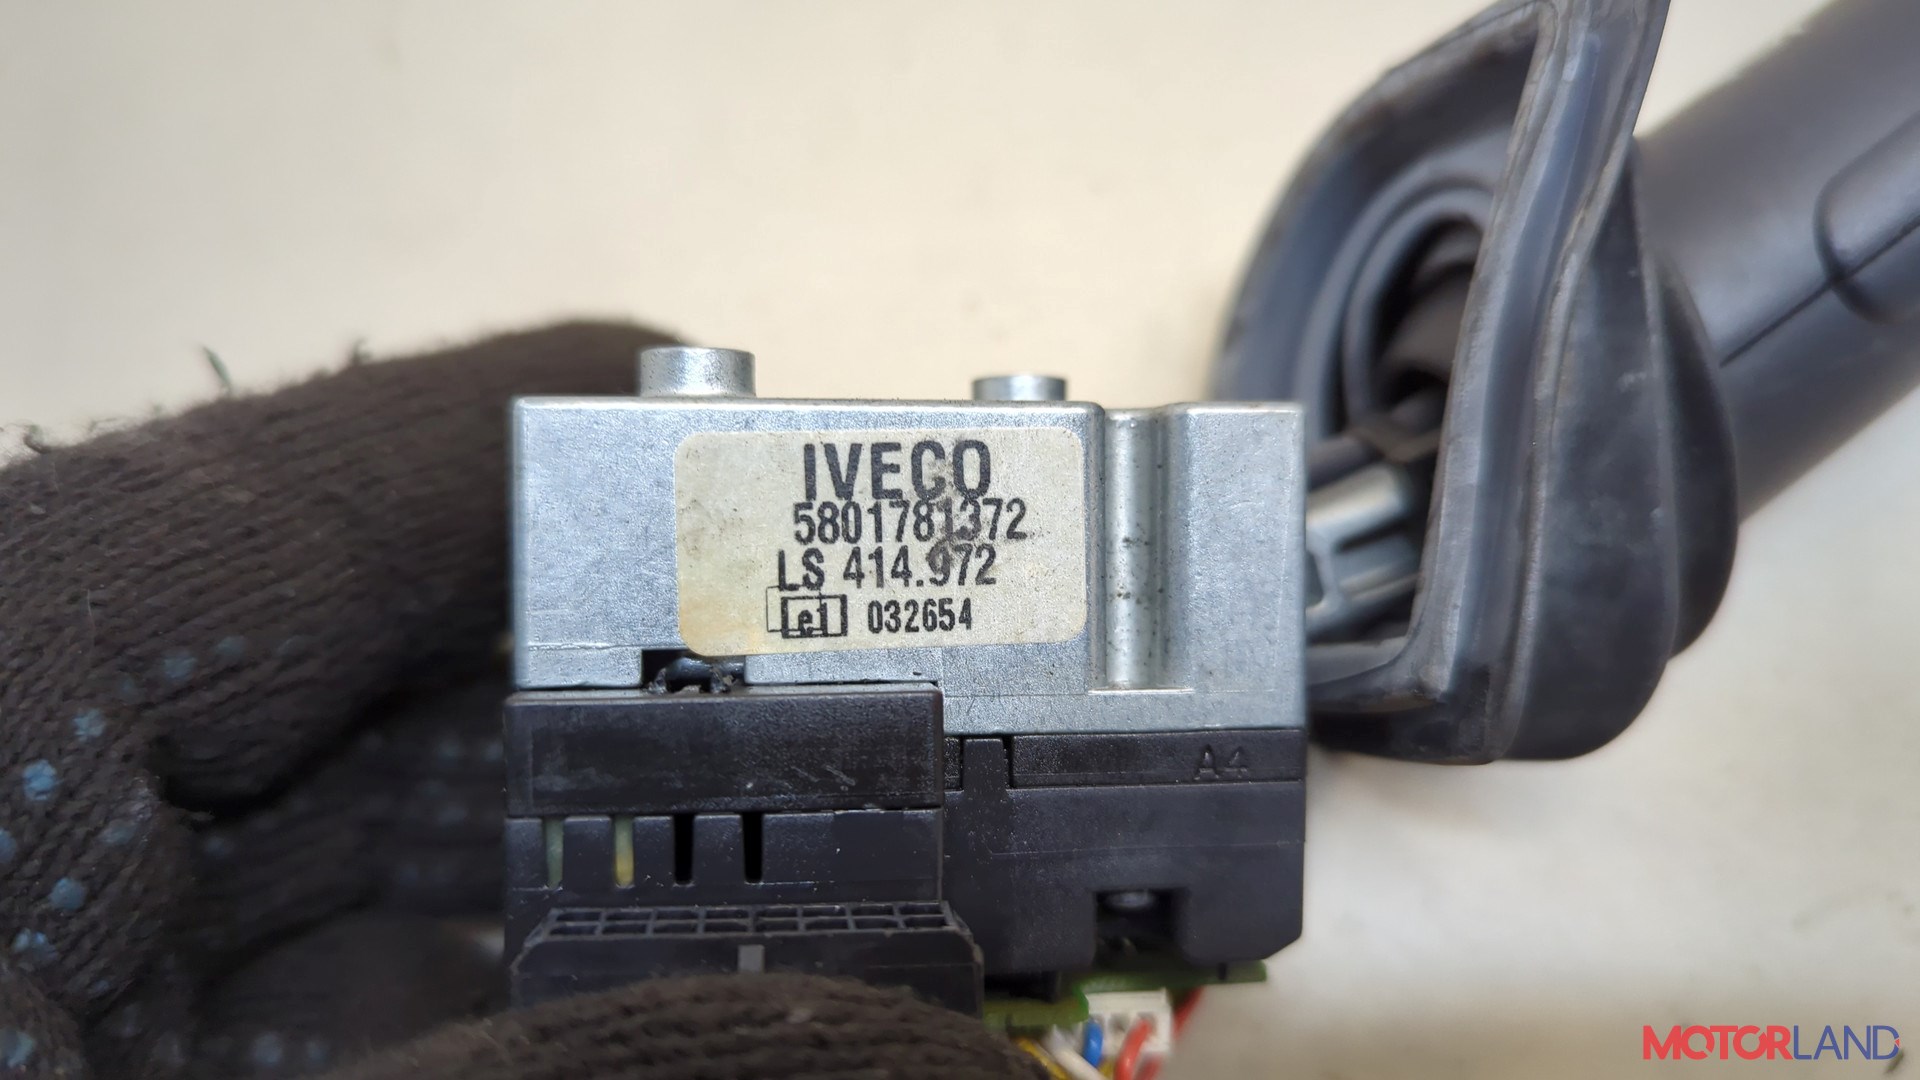 IVECO
5801781372
LS 414.972
e1 032654
A4
MOTORLAND